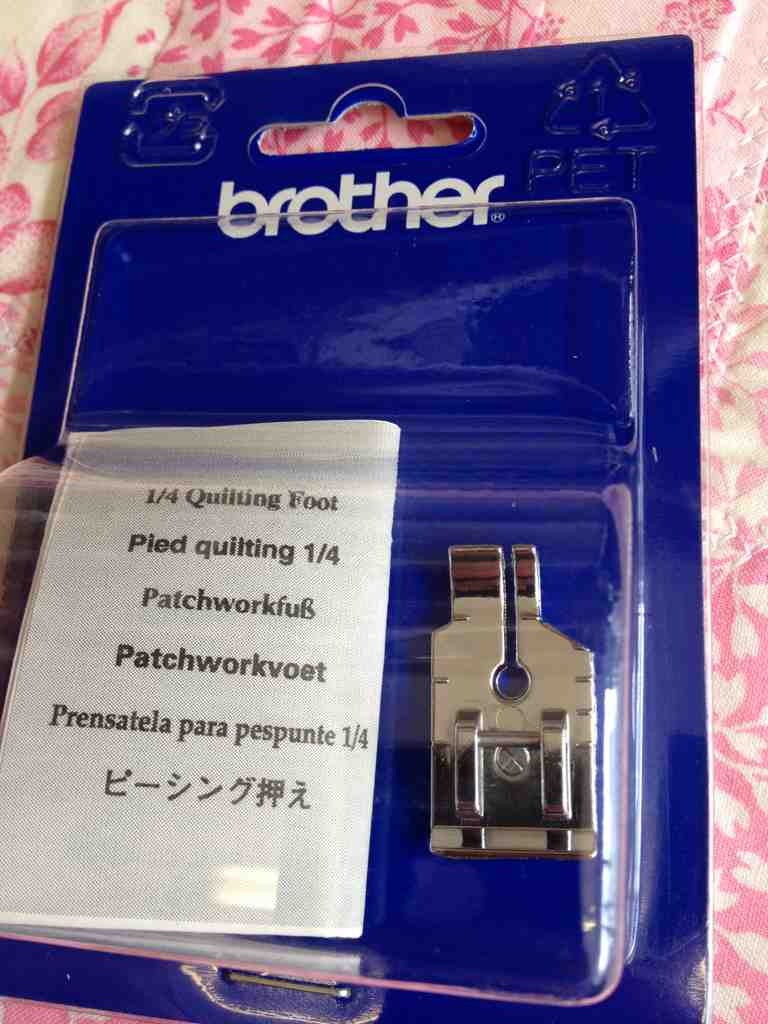 PET
brother®
1/4 Quilting Foot
Pied quilting 1/4
Patchworkfuß
Patchworkvoet
Prensatela para pespunte 1/4
ピーシング押え